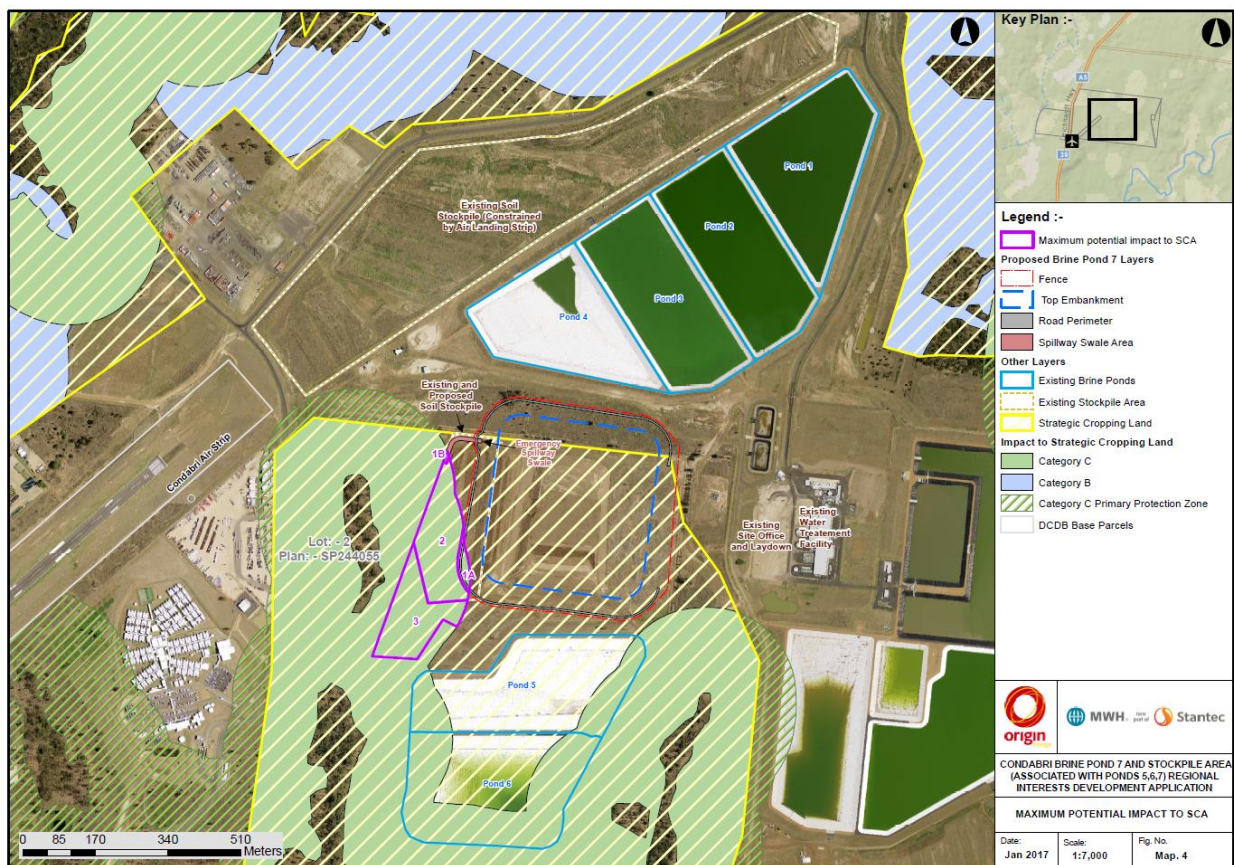 Pond 1
Pond 2
Pond 3
Pond 4
Existing Soil
Stockpile (Constrained
by Air Landing Strip)
Existing and
Proposed
Soil Stockpile
Emergency
Spillway
Swale
Condabri Air Strip
1B
2
1A
3
Lot: - 2
Plan: - SP244055
Existing
Site Office
and Laydown
Existing
Water
Treatement
Facility
Pond 5
Pond 6
0 85 170 340 510
Meters
Key Plan :-
A5
39
Legend :-
Maximum potential impact to SCA
Proposed Brine Pond 7 Layers
Fence
Top Embankment
Road Perimeter
Spillway Swale Area
Other Layers
Existing Brine Ponds
Existing Stockpile Area
Strategic Cropping Land
Impact to Strategic Cropping Land
Category C
Category B
Category C Primary Protection Zone
DCDB Base Parcels
origin
energy
MWH now part of Stantec
CONDABRI BRINE POND 7 AND STOCKPILE AREA
(ASSOCIATED WITH PONDS 5,6,7) REGIONAL
INTERESTS DEVELOPMENT APPLICATION
MAXIMUM POTENTIAL IMPACT TO SCA
Date:
Jan 2017
Scale:
1:7,000
Fig. No.
Map. 4